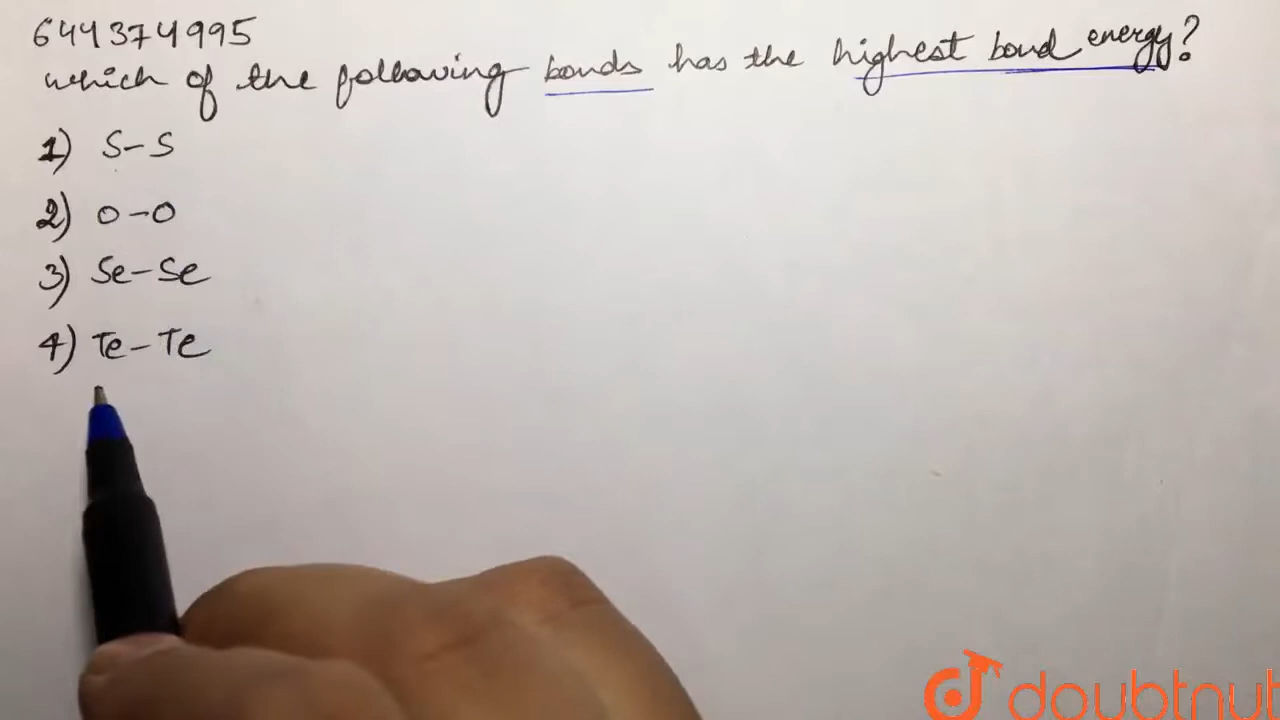 644374995
which of the following bonds has the highest bond energy?
1) S-S
2) O-O
3) Se-Se
4) Te-Te
doubtnut